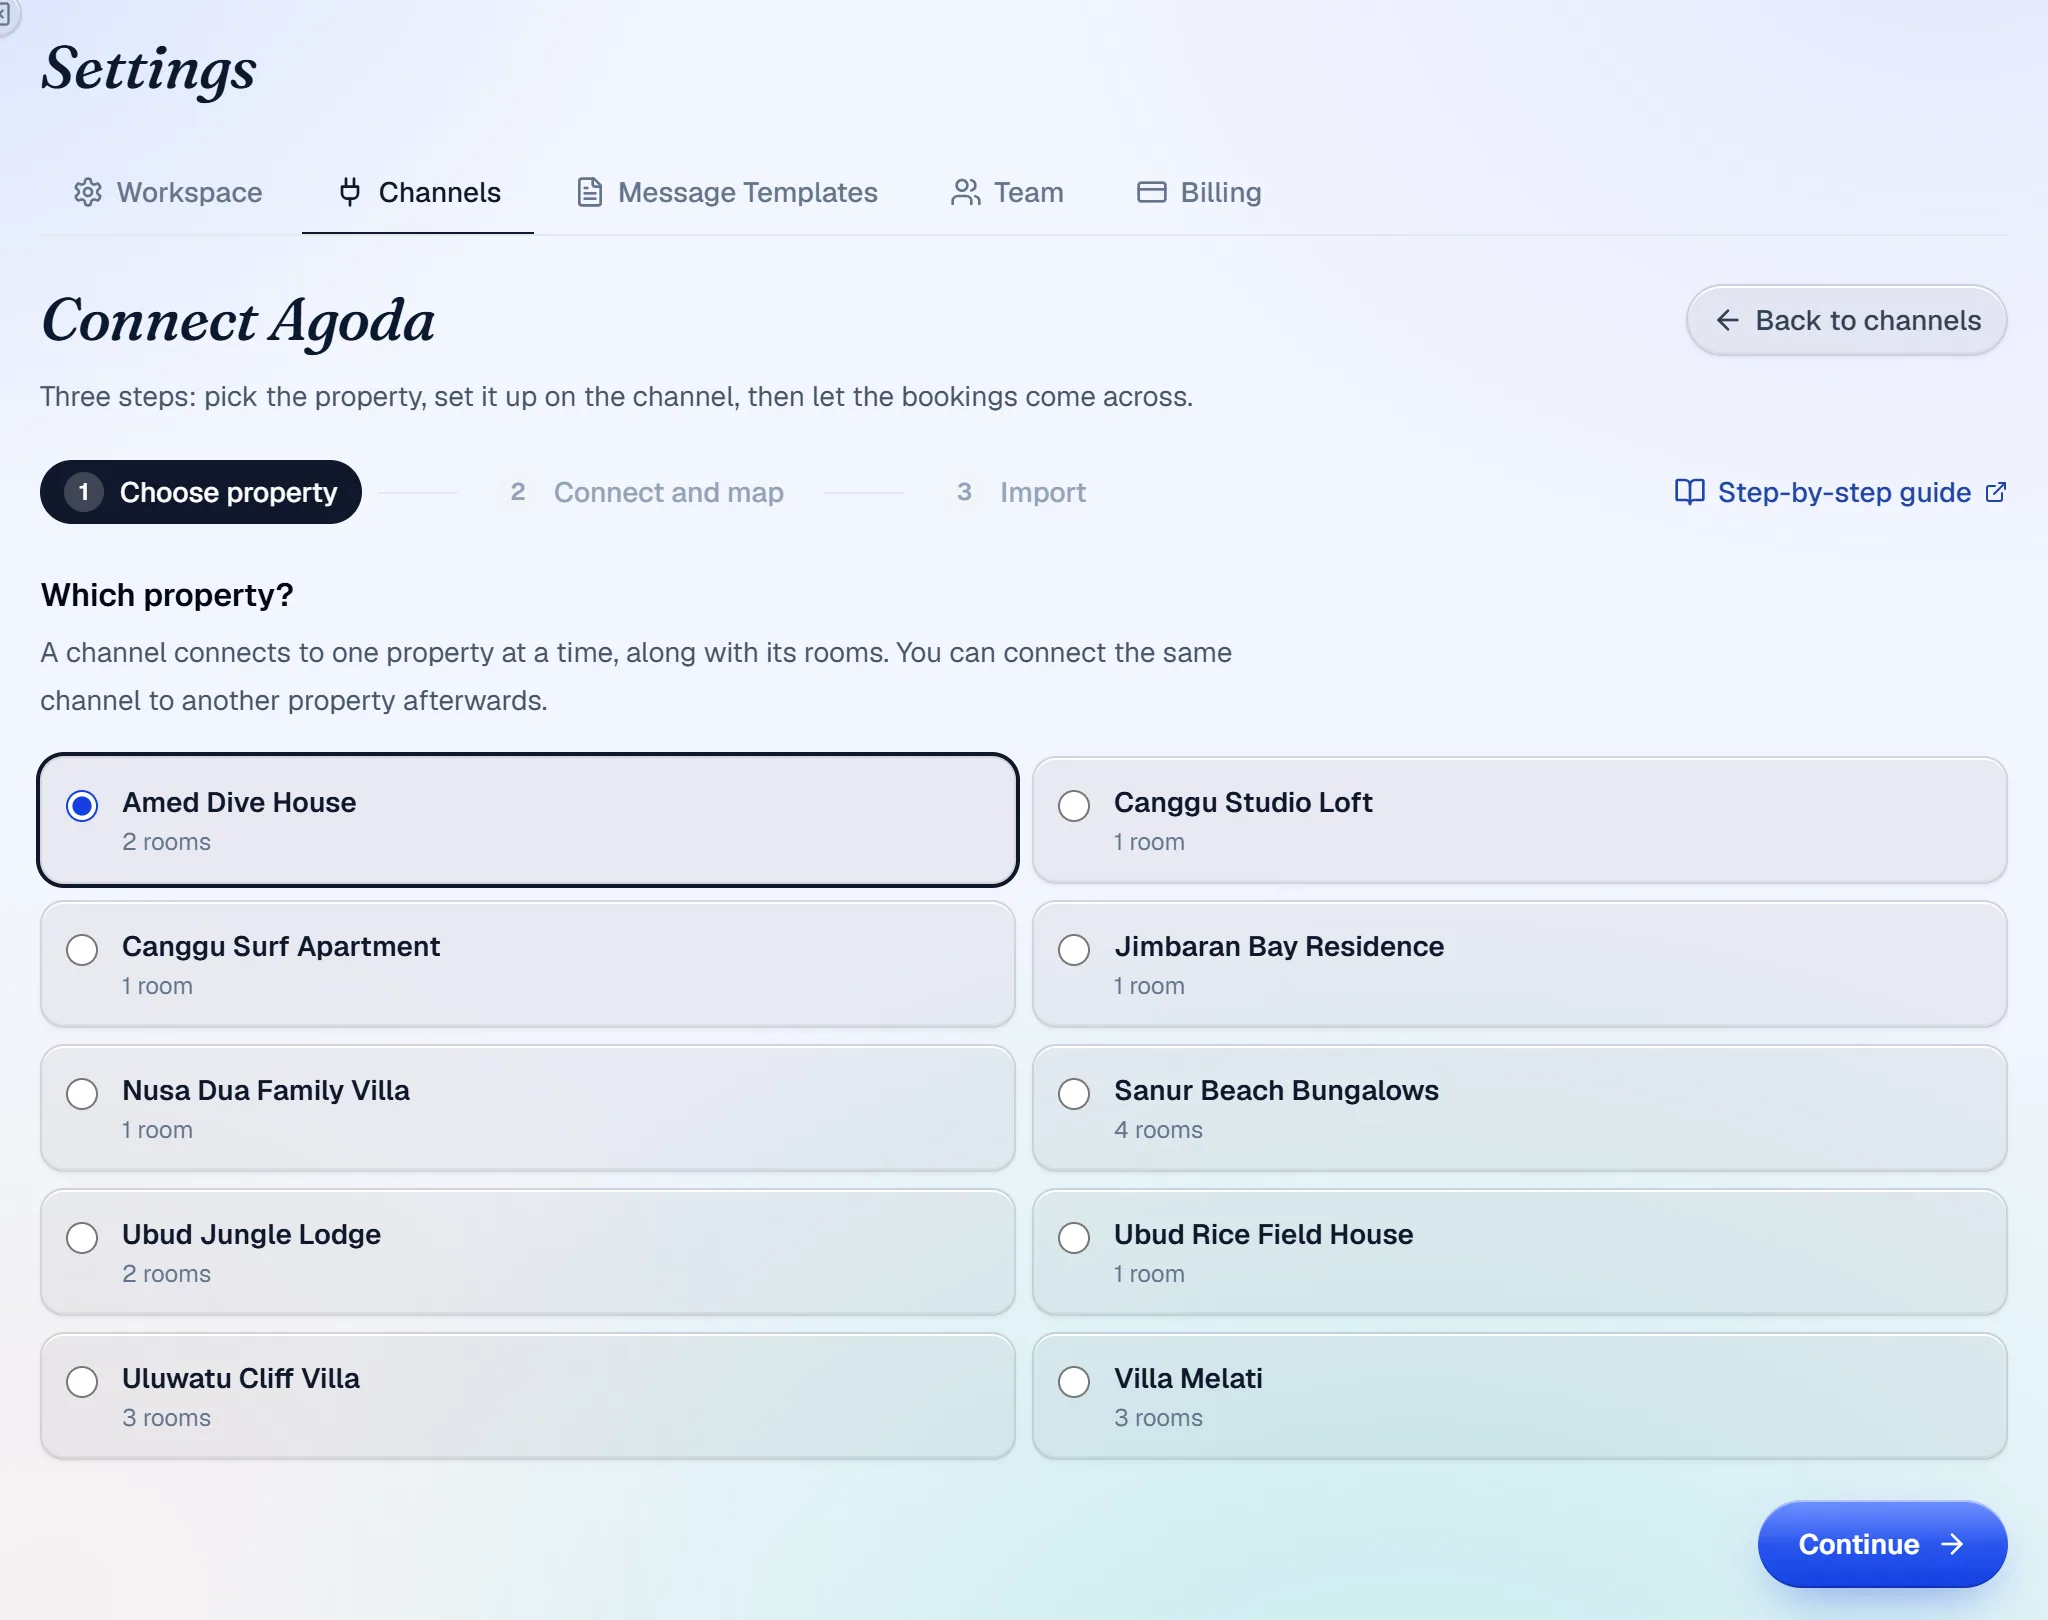 Settings
Workspace
Channels
Message Templates
Team
Billing
Connect Agoda
Back to channels
Three steps: pick the property, set it up on the channel, then let the bookings come across.
1 Choose property
2 Connect and map
3 Import
Step-by-step guide
Which property?
A channel connects to one property at a time, along with its rooms. You can connect the same
channel to another property afterwards.
Amed Dive House
2 rooms
Canggu Studio Loft
1 room
Canggu Surf Apartment
1 room
Jimbaran Bay Residence
1 room
Nusa Dua Family Villa
1 room
Sanur Beach Bungalows
4 rooms
Ubud Jungle Lodge
2 rooms
Ubud Rice Field House
1 room
Uluwatu Cliff Villa
3 rooms
Villa Melati
3 rooms
Continue